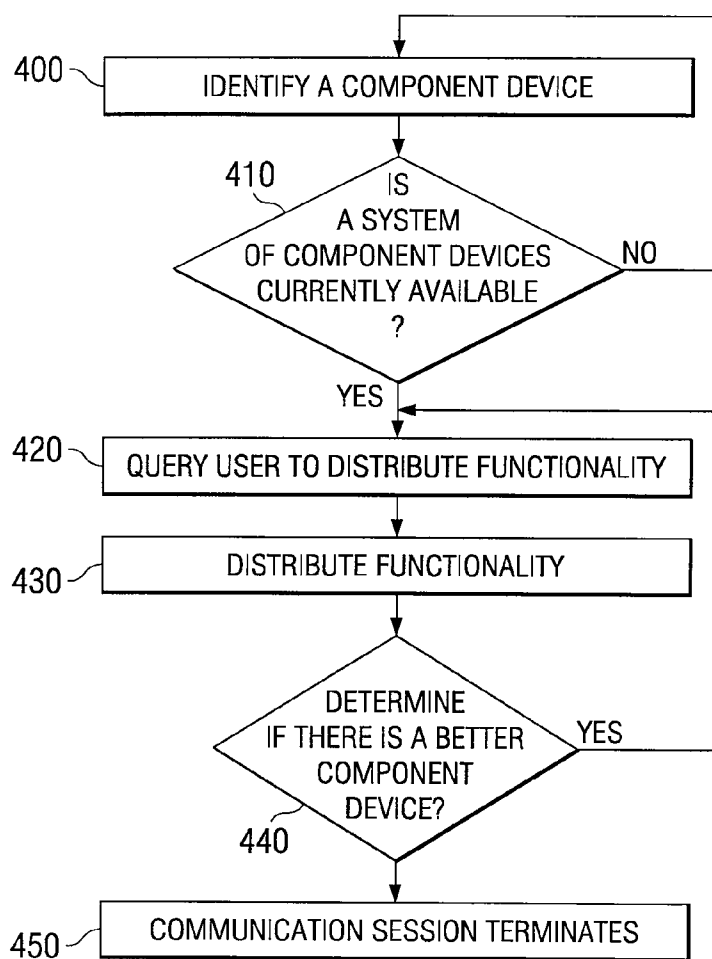 400
IDENTIFY A COMPONENT DEVICE
410
IS
A SYSTEM
OF COMPONENT DEVICES
CURRENTLY AVAILABLE
?
NO
YES
420
QUERY USER TO DISTRIBUTE FUNCTIONALITY
430
DISTRIBUTE FUNCTIONALITY
DETERMINE
IF THERE IS A BETTER
COMPONENT
DEVICE?
YES
440
450
COMMUNICATION SESSION TERMINATES